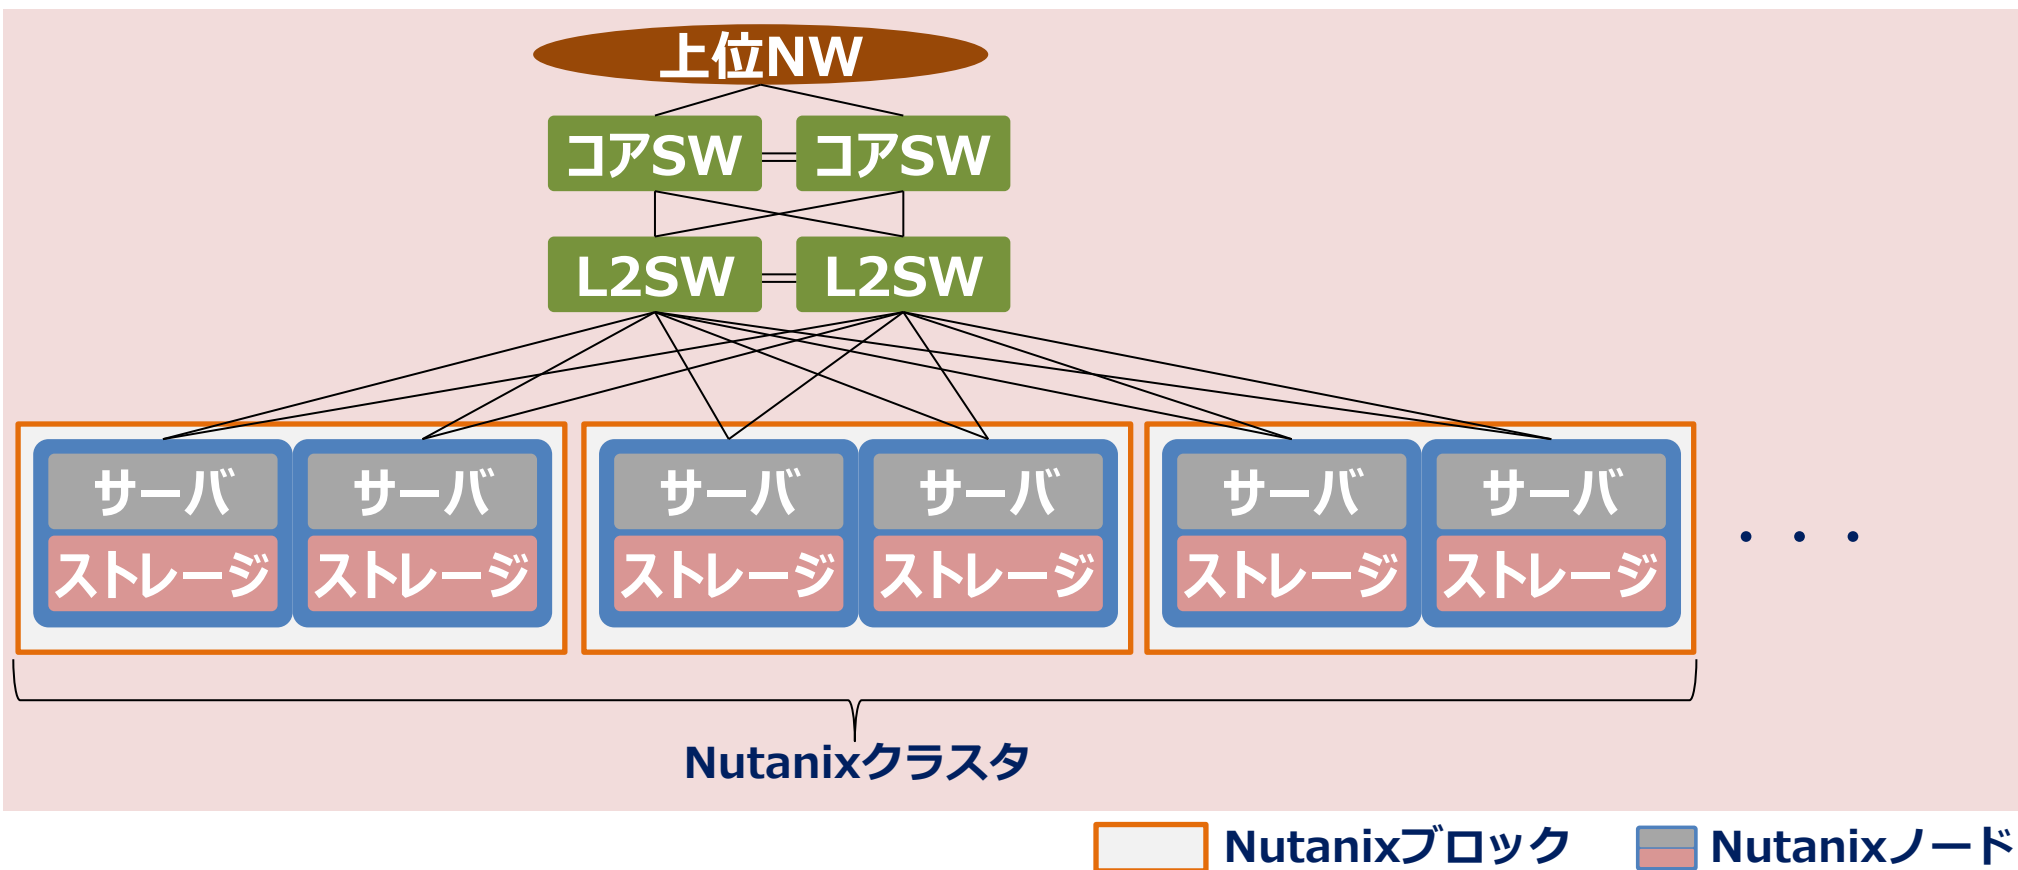 上位NW
コアSW コアSW
L2SW L2SW
サーバ サーバ サーバ サーバ サーバ サーバ
ストレージ ストレージ ストレージ ストレージ ストレージ ストレージ
・・・
Nutanixクラスタ
Nutanixブロック Nutanixノード